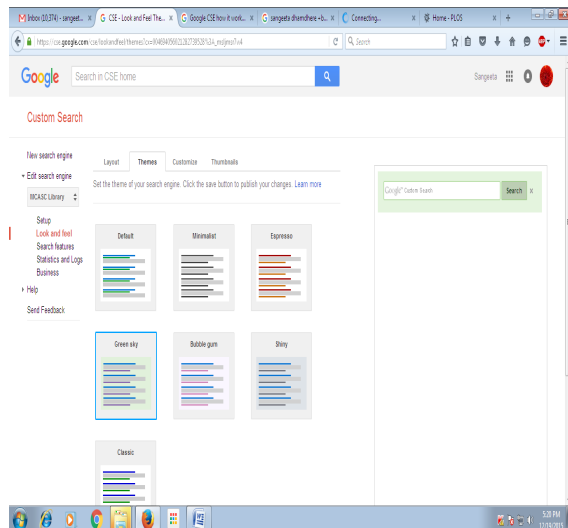 Inbox (10,374) - sangeet... × G CSE - Look and Feel The... × G Google CSE how it work... × G sangeeta dhamdhere +b... × Connecting... × Home - PLOS × +
https://cse.google.com/cse/lookandfeel/themes?cx= Search
Google Search in CSE home Sangeeta
Custom Search
New search engine
Edit search engine
MCASC Library
Setup
Look and feel
Search features
Statistics and Logs
Business
Help
Send Feedback
Layout Themes Customize Thumbnails
Set the theme of your search engine. Click the save button to publish your changes. Learn more
Default Minimalist Espresso
Green sky Bubble gum Shiny
Classic
Google™ Custom Search Search ×
5:20 PM
12/19/2015